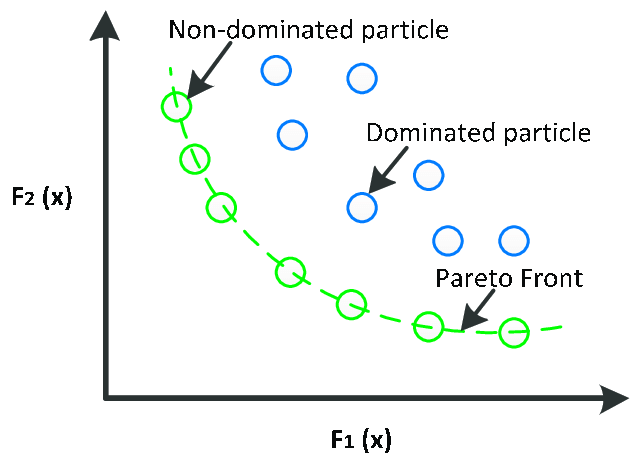 Non-dominated particle
Dominated particle
F2 (x)
Pareto Front
F1 (x)